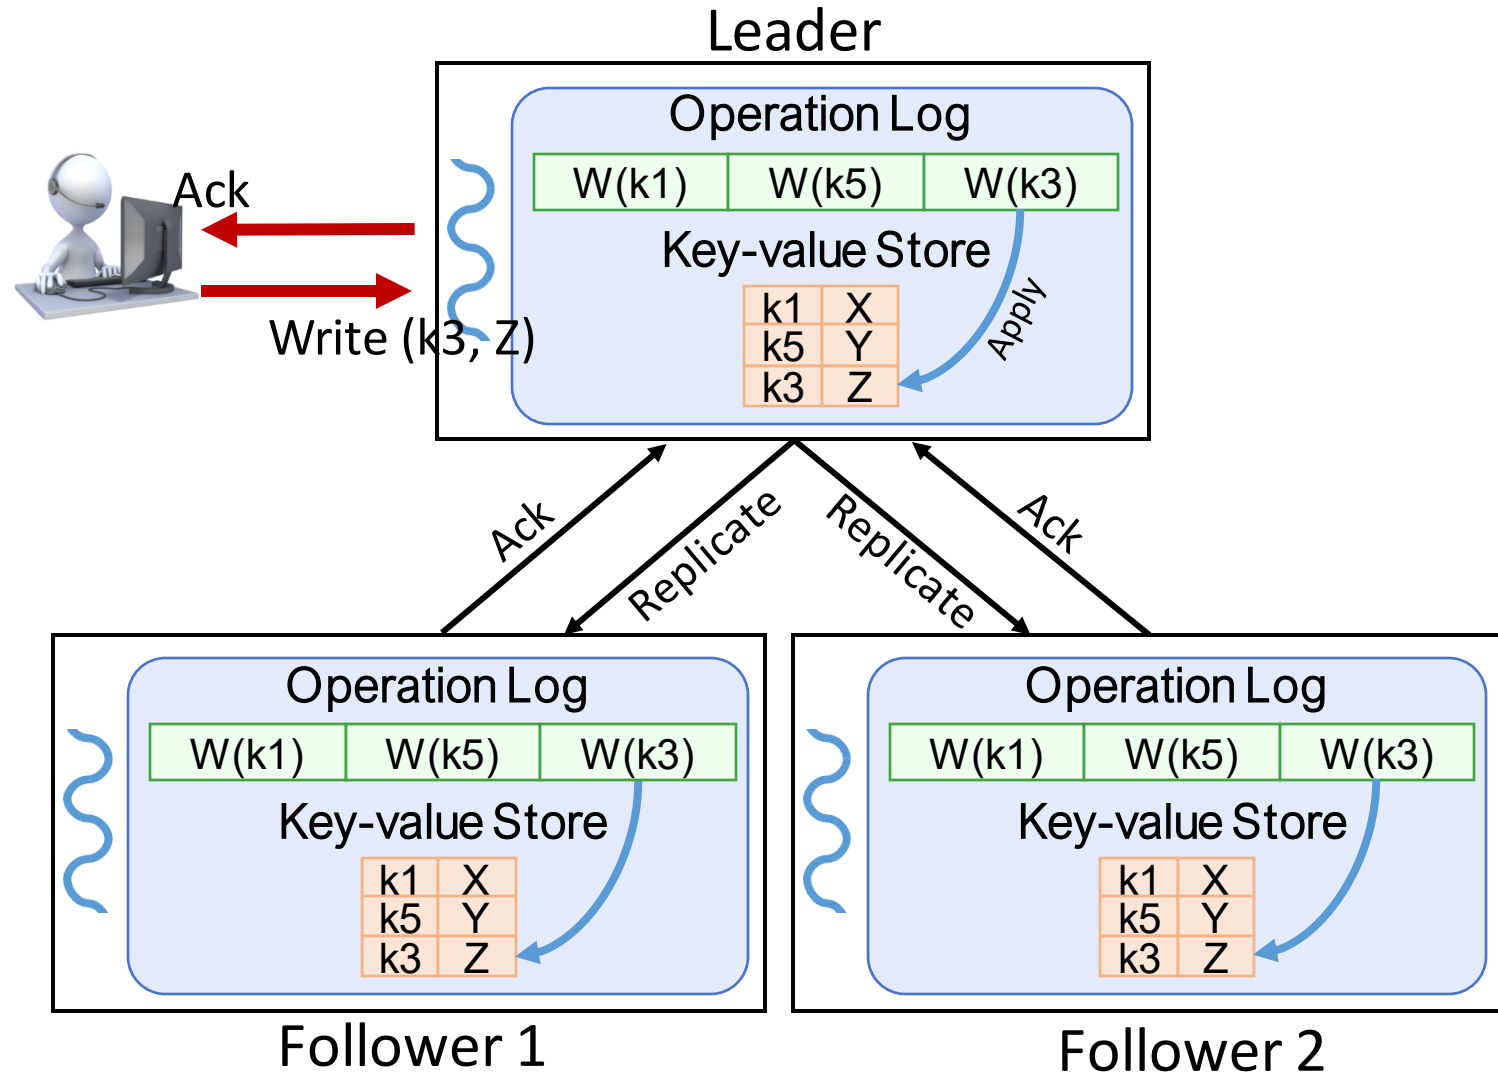 Leader
Operation Log
W(k1) W(k5) W(k3)
Ack
Key-value Store
k1 X
k5 Y
k3 Z
Apply
Write (k3, Z)
Ack
Replicate
Replicate
Ack
Operation Log
W(k1) W(k5) W(k3)
Key-value Store
k1 X
k5 Y
k3 Z
Follower 1
Operation Log
W(k1) W(k5) W(k3)
Key-value Store
k1 X
k5 Y
k3 Z
Follower 2